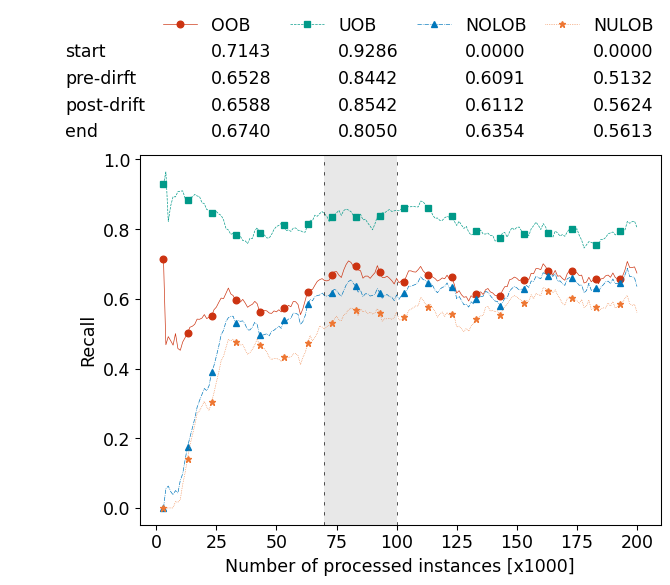 OOB UOB NOLOB NULOB
start 0.7143 0.9286 0.0000 0.0000
pre-dirft 0.6528 0.8442 0.6091 0.5132
post-drift 0.6588 0.8542 0.6112 0.5624
end 0.6740 0.8050 0.6354 0.5613
1.0
0.8
0.6
0.4
0.2
0.0
Recall
0 25 50 75 100 125 150 175 200
Number of processed instances [x1000]